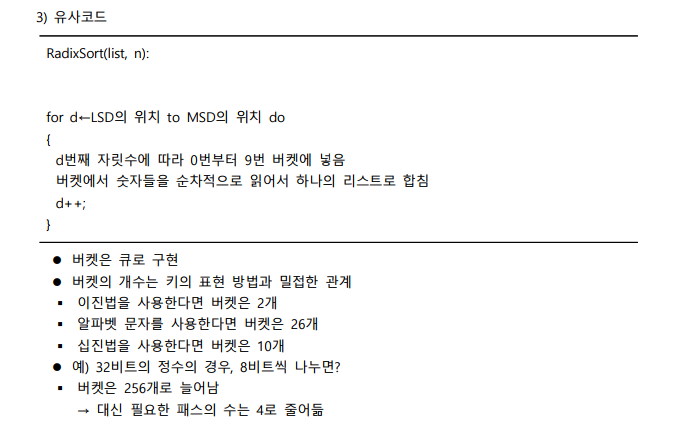 3) 유사코드
RadixSort(list, n):
for d←LSD의 위치 to MSD의 위치 do
{
d번째 자릿수에 따라 0번부터 9번 버켓에 넣음
버켓에서 숫자들을 순차적으로 읽어서 하나의 리스트로 합침
d++;
}
● 버켓은 큐로 구현
● 버켓의 개수는 키의 표현 방법과 밀접한 관계
▪ 이진법을 사용한다면 버켓은 2개
▪ 알파벳 문자를 사용한다면 버켓은 26개
▪ 십진법을 사용한다면 버켓은 10개
● 예) 32비트의 정수의 경우, 8비트씩 나누면?
▪ 버켓은 256개로 늘어남
→ 대신 필요한 패스의 수는 4로 줄어듦